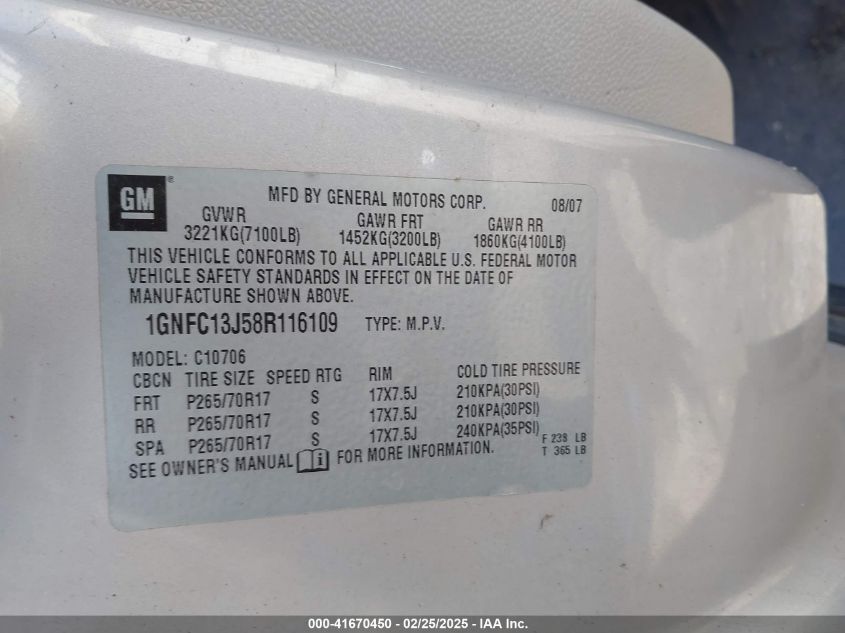 GM ®
MFD BY GENERAL MOTORS CORP. 08/07
GVWR GAWR FRT GAWR RR
3221KG(7100LB) 1452KG(3200LB) 1860KG(4100LB)
THIS VEHICLE CONFORMS TO ALL APPLICABLE U.S. FEDERAL MOTOR
VEHICLE SAFETY STANDARDS IN EFFECT ON THE DATE OF
MANUFACTURE SHOWN ABOVE.
1GNFC13J58R116109 TYPE: M.P.V.
MODEL: C10706
CBCN TIRE SIZE SPEED RTG RIM COLD TIRE PRESSURE
FRT P265/70R17 S 17X7.5J 210KPA(30PSI)
RR P265/70R17 S 17X7.5J 210KPA(30PSI)
SPA P265/70R17 S 17X7.5J 240KPA(35PSI)
F 238 LB
T 365 LB
SEE OWNER'S MANUAL i FOR MORE INFORMATION.
000-41670450 - 02/25/2025 - IAA Inc.